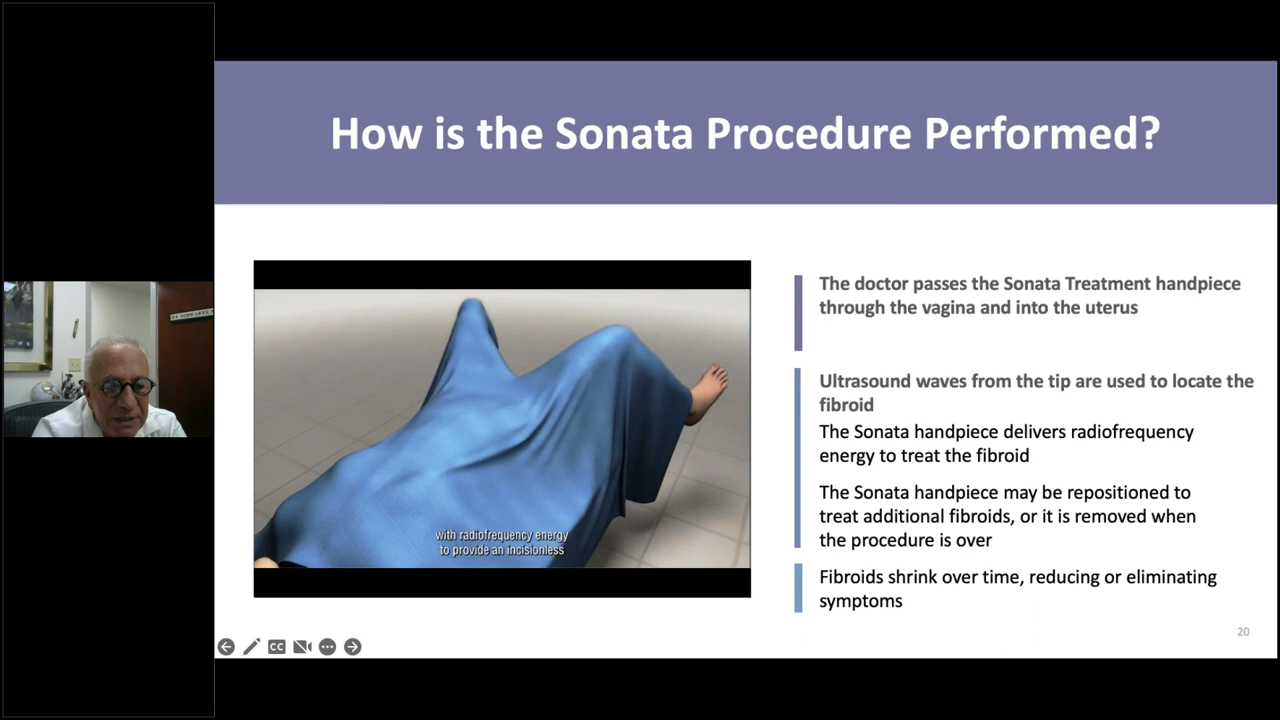 How is the Sonata Procedure Performed?
The doctor passes the Sonata Treatment handpiece
through the vagina and into the uterus
Ultrasound waves from the tip are used to locate the
fibroid
The Sonata handpiece delivers radiofrequency
energy to treat the fibroid
The Sonata handpiece may be repositioned to
treat additional fibroids, or it is removed when
the procedure is over
Fibroids shrink over time, reducing or eliminating
symptoms
with radiofrequency energy
to provide an incisionless
20
CC